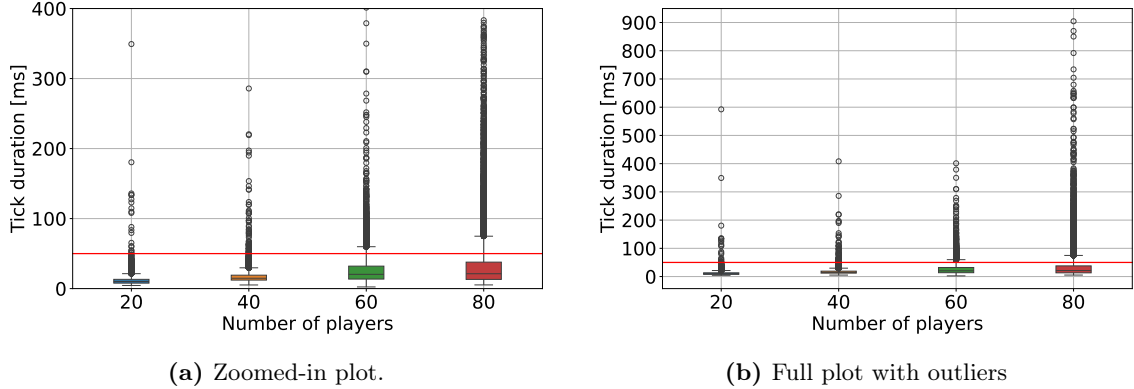 400
300
200
100
0
Tick duration [ms]
20 40 60 80
Number of players
(a) Zoomed-in plot.
900
800
700
600
500
400
300
200
100
0
Tick duration [ms]
20 40 60 80
Number of players
(b) Full plot with outliers